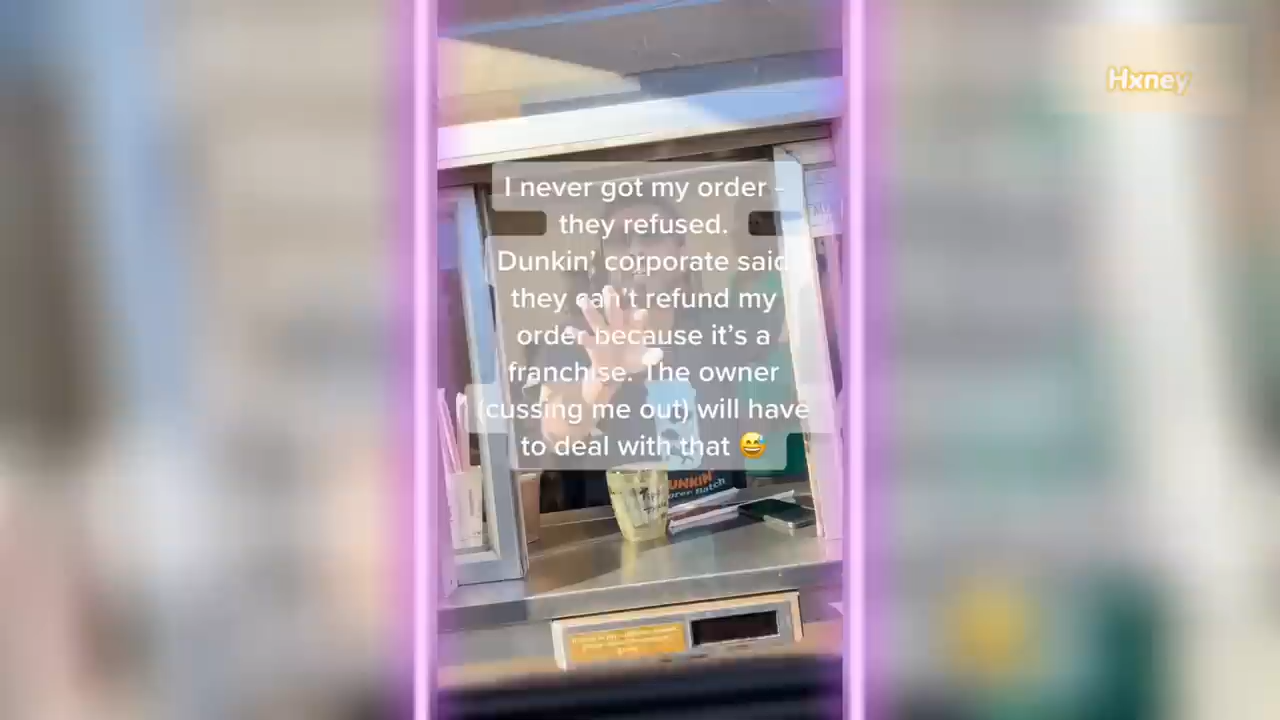 Hxney
I never got my order -
they refused.
Dunkin' corporate said
they can't refund my
order because it's a
franchise. The owner
(cussing me out) will have
to deal with that 😅